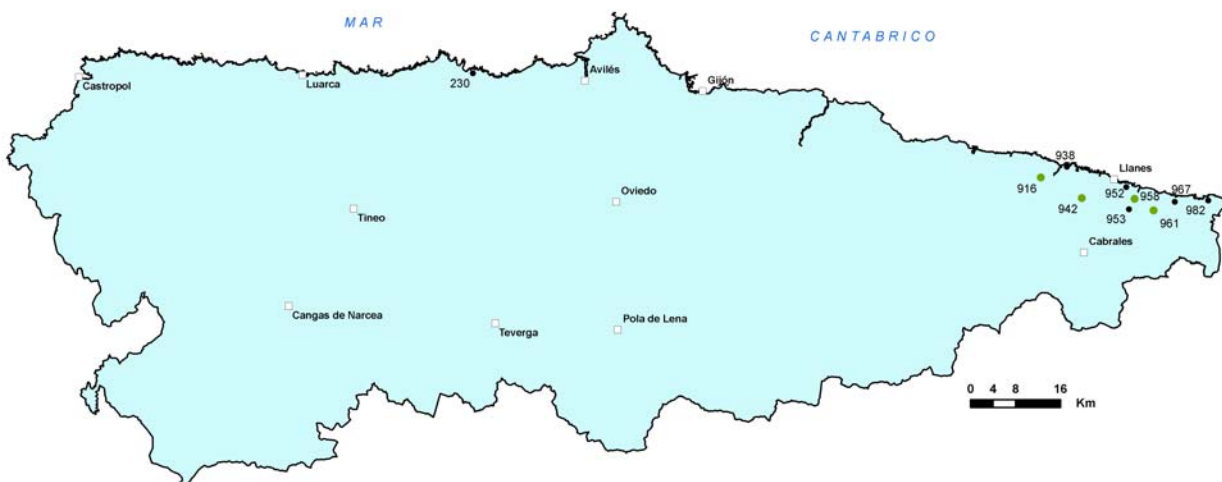 MAR
CANTABRICO
Castropol
Luarca
230
Avilés
Gijón
938
Llanes
916
952
958
967
942
953
961
982
Oviedo
Tineo
Cabrales
Cangas de Narcea
Teverga
Pola de Lena
0 4 8 16
Km